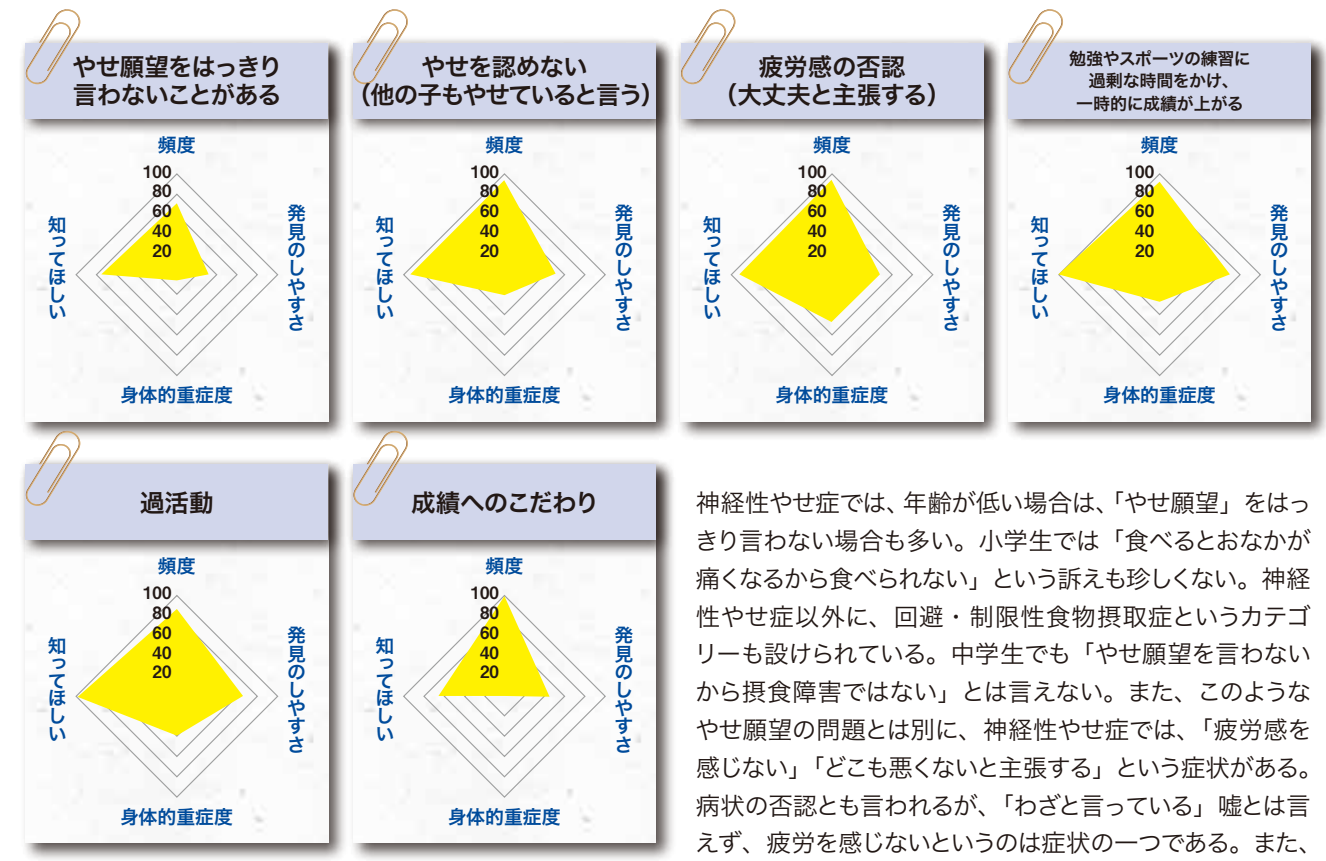 やせ願望をはっきり
言わないことがある
頻度
100
80
60
40
20
知ってほしい
発見のしやすさ
身体的重症度
やせを認めない
（他の子もやせていると言う）
頻度
100
80
60
40
20
知ってほしい
発見のしやすさ
身体的重症度
疲労感の否認
（大丈夫と主張する）
頻度
100
80
60
40
20
知ってほしい
発見のしやすさ
身体的重症度
勉強やスポーツの練習に
過剰な時間をかけ、
一時的に成績が上がる
頻度
100
80
60
40
20
知ってほしい
発見のしやすさ
身体的重症度
過活動
頻度
100
80
60
40
20
知ってほしい
発見のしやすさ
身体的重症度
成績へのこだわり
頻度
100
80
60
40
20
知ってほしい
発見のしやすさ
身体的重症度
神経性やせ症では、年齢が低い場合は、「やせ願望」をはっ
きり言わない場合も多い。小学生では「食べるとおなかが
痛くなるから食べられない」という訴えも珍しくない。神経
性やせ症以外に、回避・制限性食物摂取症というカテゴ
リーも設けられている。中学生でも「やせ願望を言わない
から摂食障害ではない」とは言えない。また、このような
やせ願望の問題とは別に、神経性やせ症では、「疲労感を
感じない」「どこも悪くないと主張する」という症状がある。
病状の否認とも言われるが、「わざと言っている」嘘とは言
えず、疲労を感じないというのは症状の一つである。また、